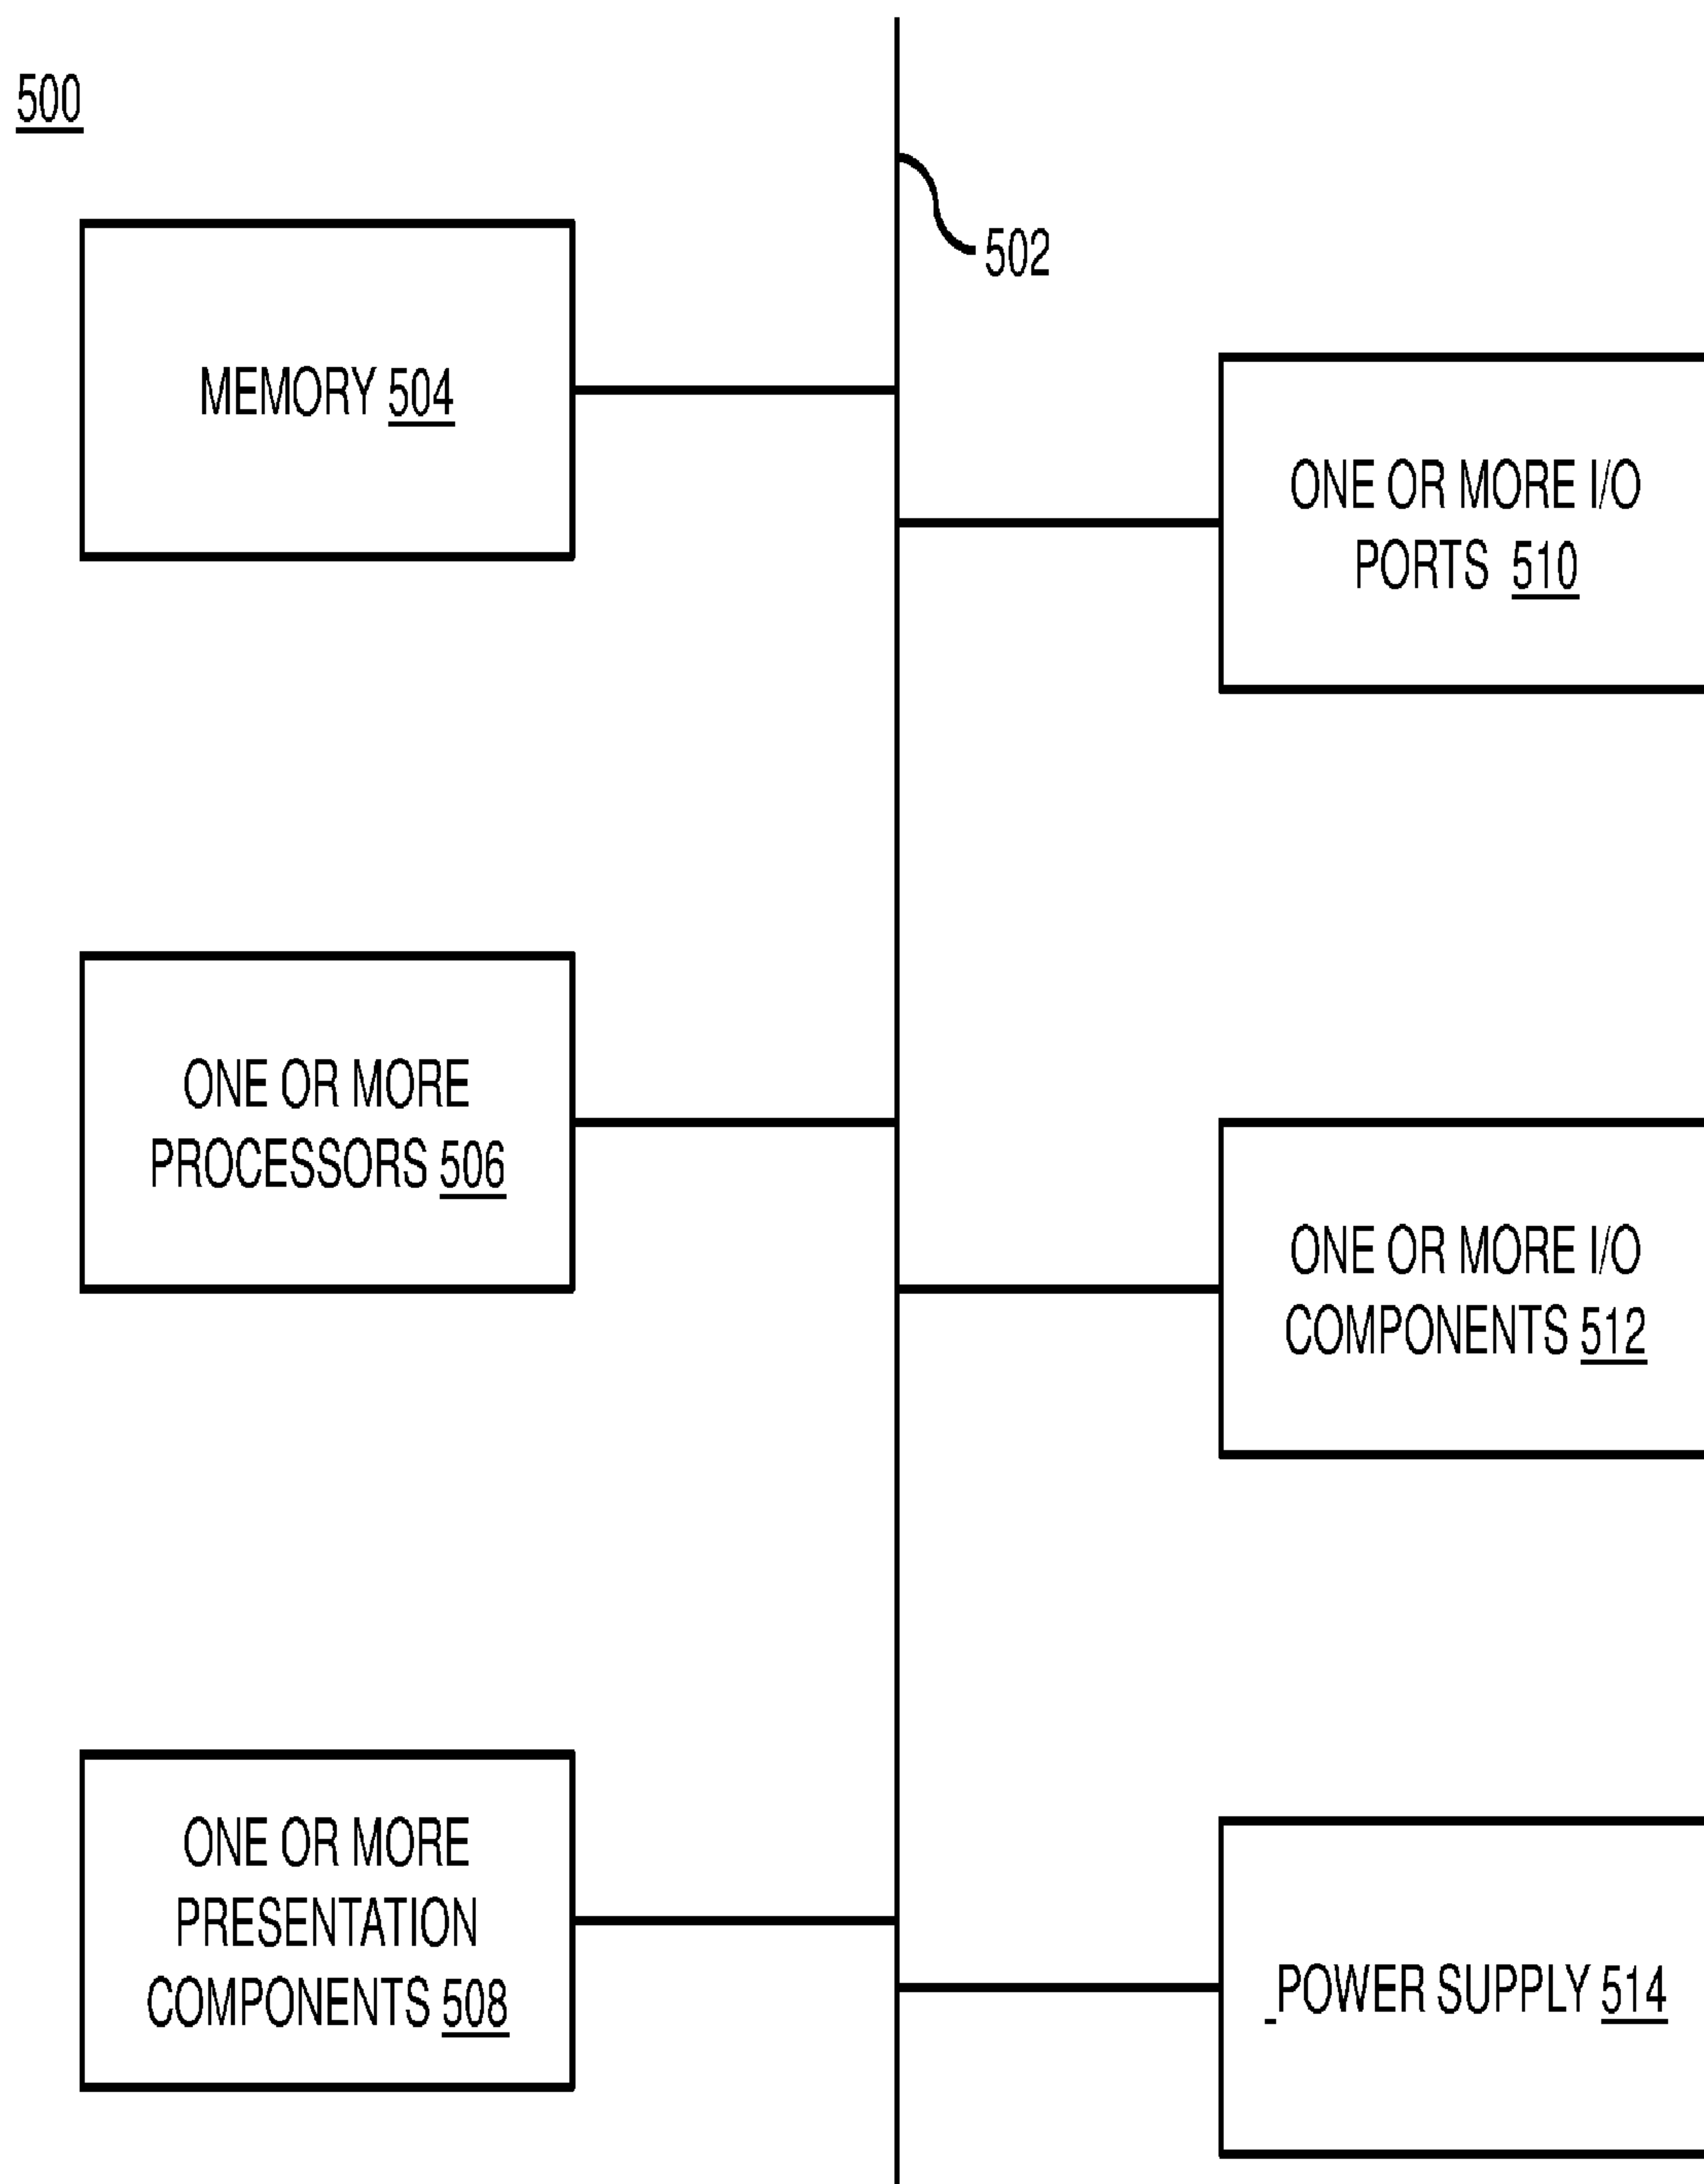 500
502
MEMORY 504
ONE OR MORE I/O
PORTS 510
ONE OR MORE
PROCESSORS 506
ONE OR MORE I/O
COMPONENTS 512
ONE OR MORE
PRESENTATION
COMPONENTS 508
POWER SUPPLY 514